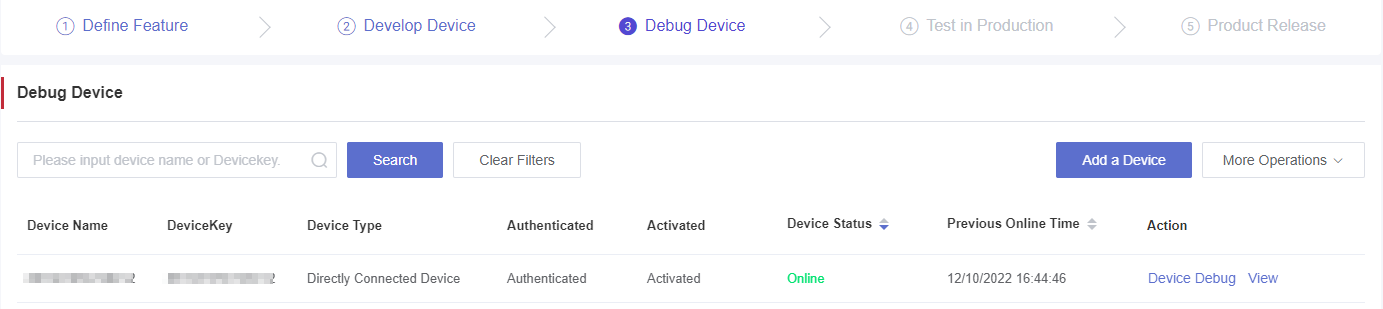 1 Define Feature 2 Develop Device 3 Debug Device 4 Test in Production 5 Product Release
Debug Device
Please input device name or Devicekey. Search Clear Filters Add a Device More Operations
Device Name DeviceKey Device Type Authenticated Activated Device Status Previous Online Time Action
Directly Connected Device Authenticated Activated Online 12/10/2022 16:44:46 Device Debug View